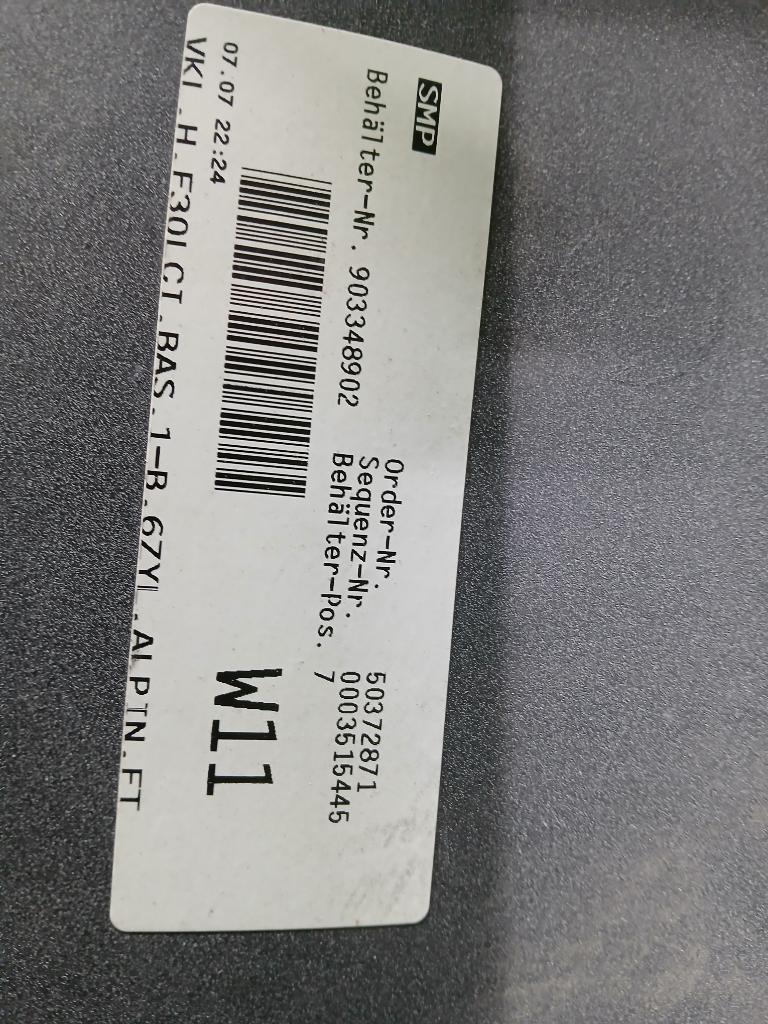 SMP
Order-Nr. 50372871
Sequenz-Nr. 0003515445
Behälter-Nr. 903348902 Behälter-Pos. 7
W11
07.07 22:24
VKL.H.F30LCI.BAS.1-B.67YL.ALPIN.FT